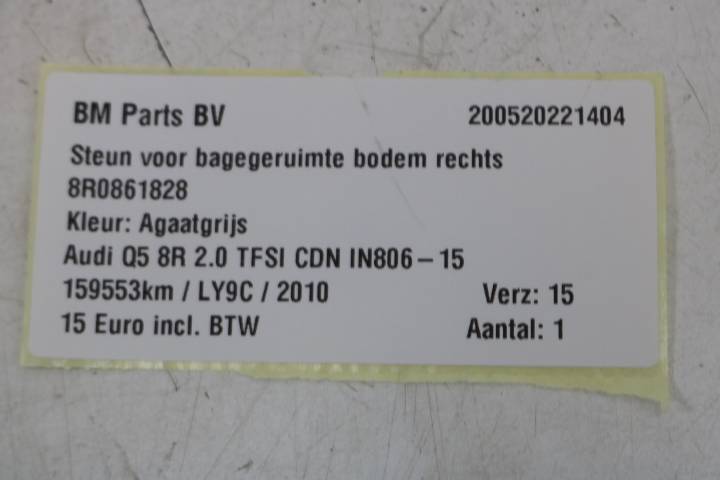 BM Parts BV 200520221404
Steun voor bagegeruimte bodem rechts
8R0861828
Kleur: Agaatgrijs
Audi Q5 8R 2.0 TFSI CDN IN806-15
159553km / LY9C / 2010 Verz: 15
15 Euro incl. BTW Aantal: 1